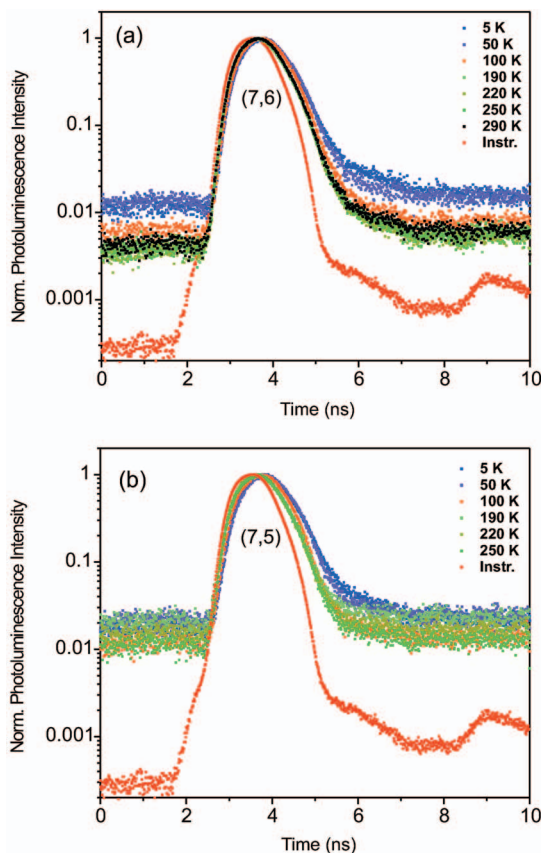 (a)
(7,6)
5 K
50 K
100 K
190 K
220 K
250 K
290 K
Instr.
Norm. Photoluminescence Intensity
1
0.1
0.01
0.001
0 2 4 6 8 10
Time (ns)
(b)
(7,5)
5 K
50 K
100 K
190 K
220 K
250 K
Instr.
Norm. Photoluminescence Intensity
1
0.1
0.01
0.001
0 2 4 6 8 10
Time (ns)